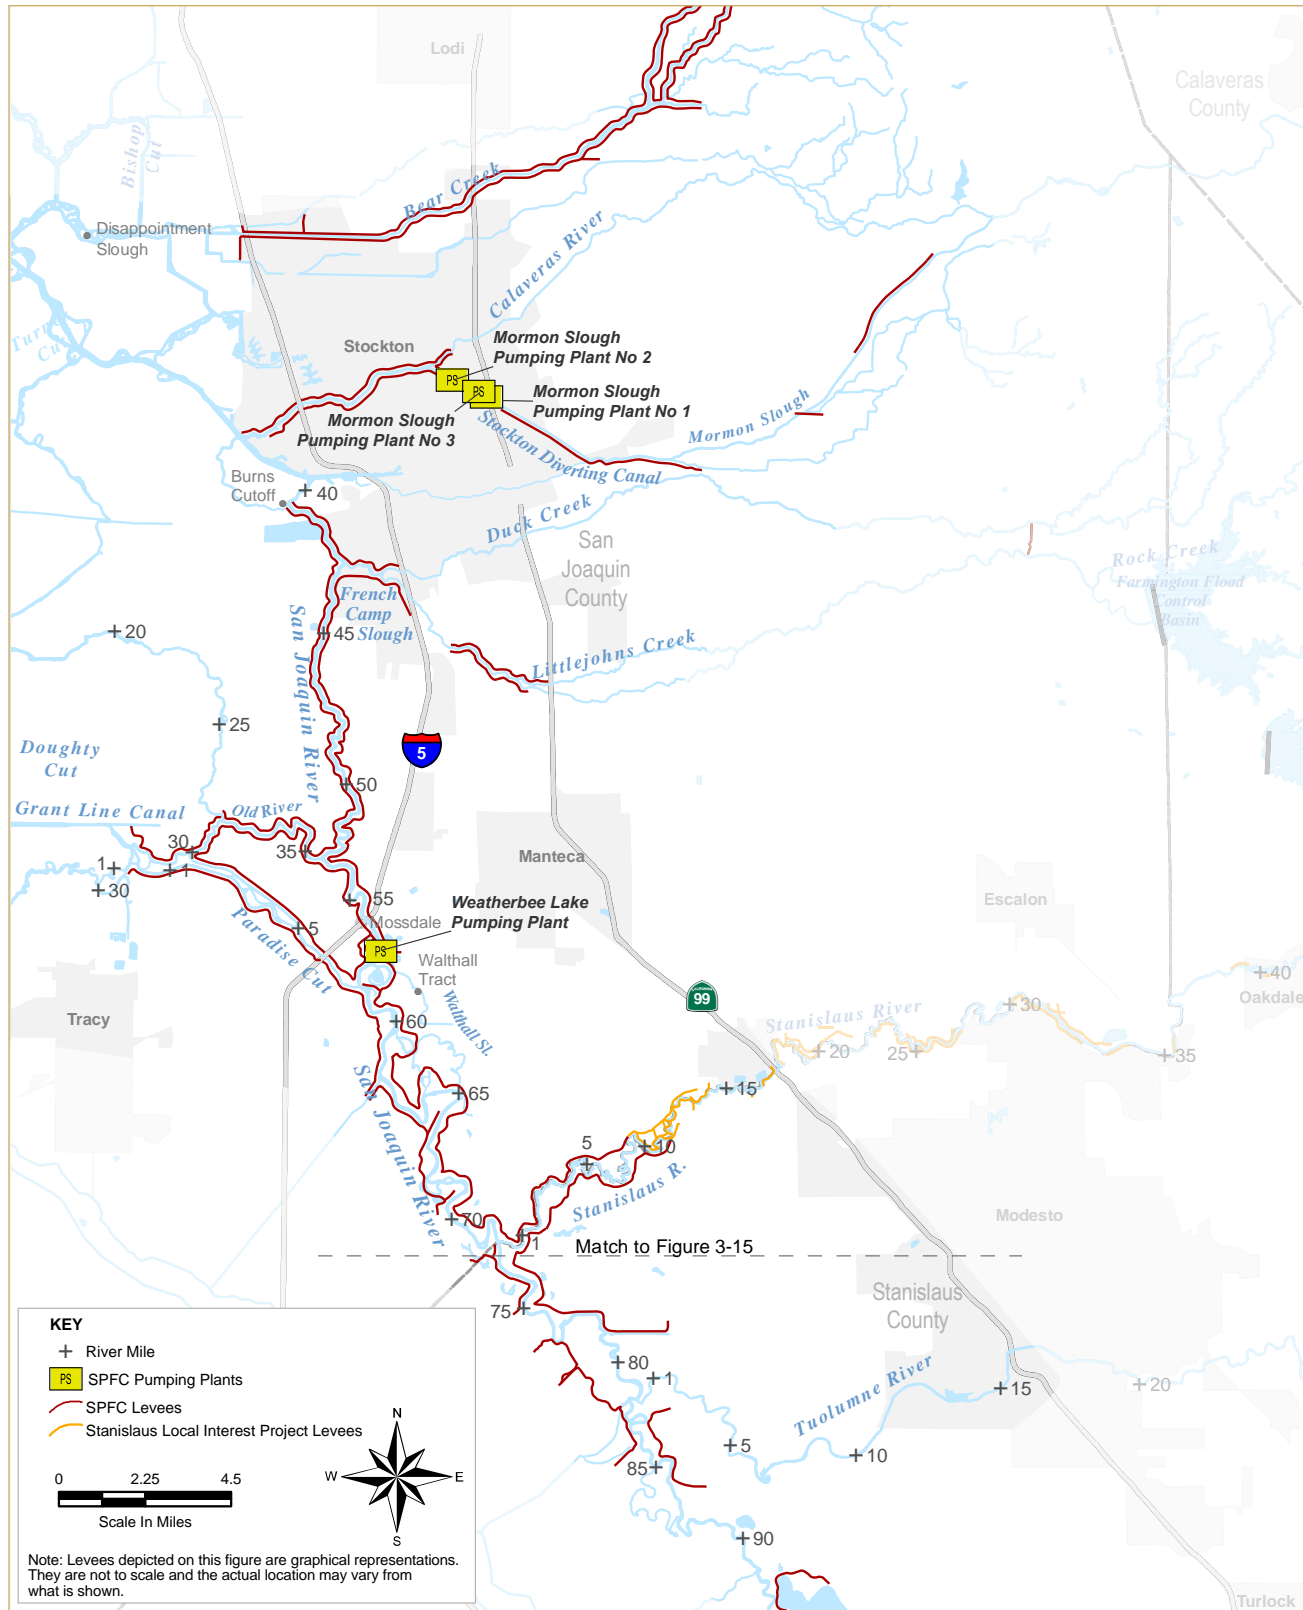 Lodi
Calaveras
County
Bishop
Cut
Bear Creek
Disappointment
Slough
Calaveras River
Turner
Cut
Stockton
Mormon Slough
Pumping Plant No 2
PS
PS
Mormon Slough
Pumping Plant No 1
Mormon Slough
Pumping Plant No 3
Mormon Slough
Stockton Diverting Canal
Burns
Cutoff
40
Duck Creek
San
Joaquin
County
Rock Creek
Farmington Flood
Control
Basin
French
Camp
Slough
San Joaquin River
20
45
Littlejohns Creek
25
Doughty
Cut
5
50
Grant Line Canal
Old River
30
35
Manteca
1
1
30
55
Escalon
Weatherbee Lake
Pumping Plant
Mossdale
5
Paradise Cut
PS
Walthall
Tract
40
Oakdale
99
Tracy
Walthall Sl.
60
Stanislaus River
30
20
25
35
San Joaquin River
65
15
5
10
Stanislaus R.
70
Modesto
1
Match to Figure 3-15
Stanislaus
County
75
80
1
Tuolumne River
15
20
5
10
85
90
Turlock
KEY
River Mile
PS
SPFC Pumping Plants
SPFC Levees
Stanislaus Local Interest Project Levees
N
W
E
S
0
2.25
4.5
Scale In Miles
Note: Levees depicted on this figure are graphical representations.
They are not to scale and the actual location may vary from
what is shown.